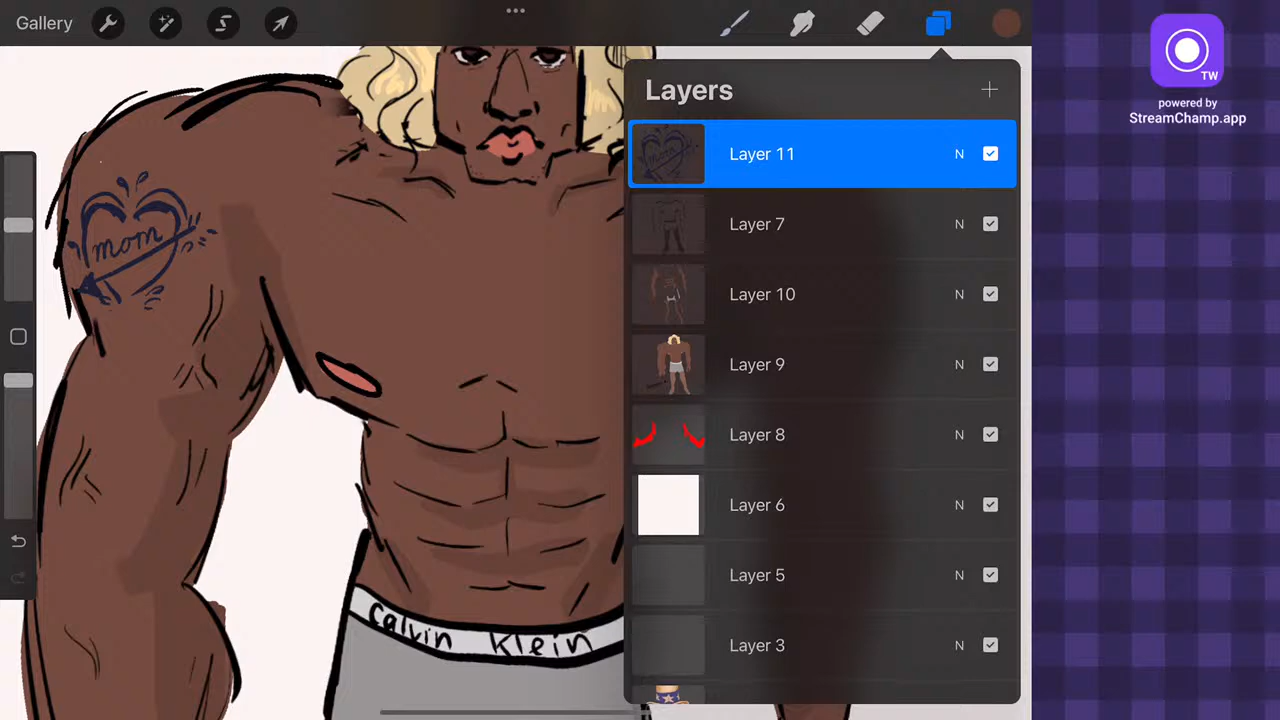 Gallery
Layers
Layer 11 N
Layer 7 N
Layer 10 N
Layer 9 N
Layer 8 N
Layer 6 N
Layer 5 N
Layer 3 N
mom
Calvin Klein
TW
powered by
StreamChamp.app